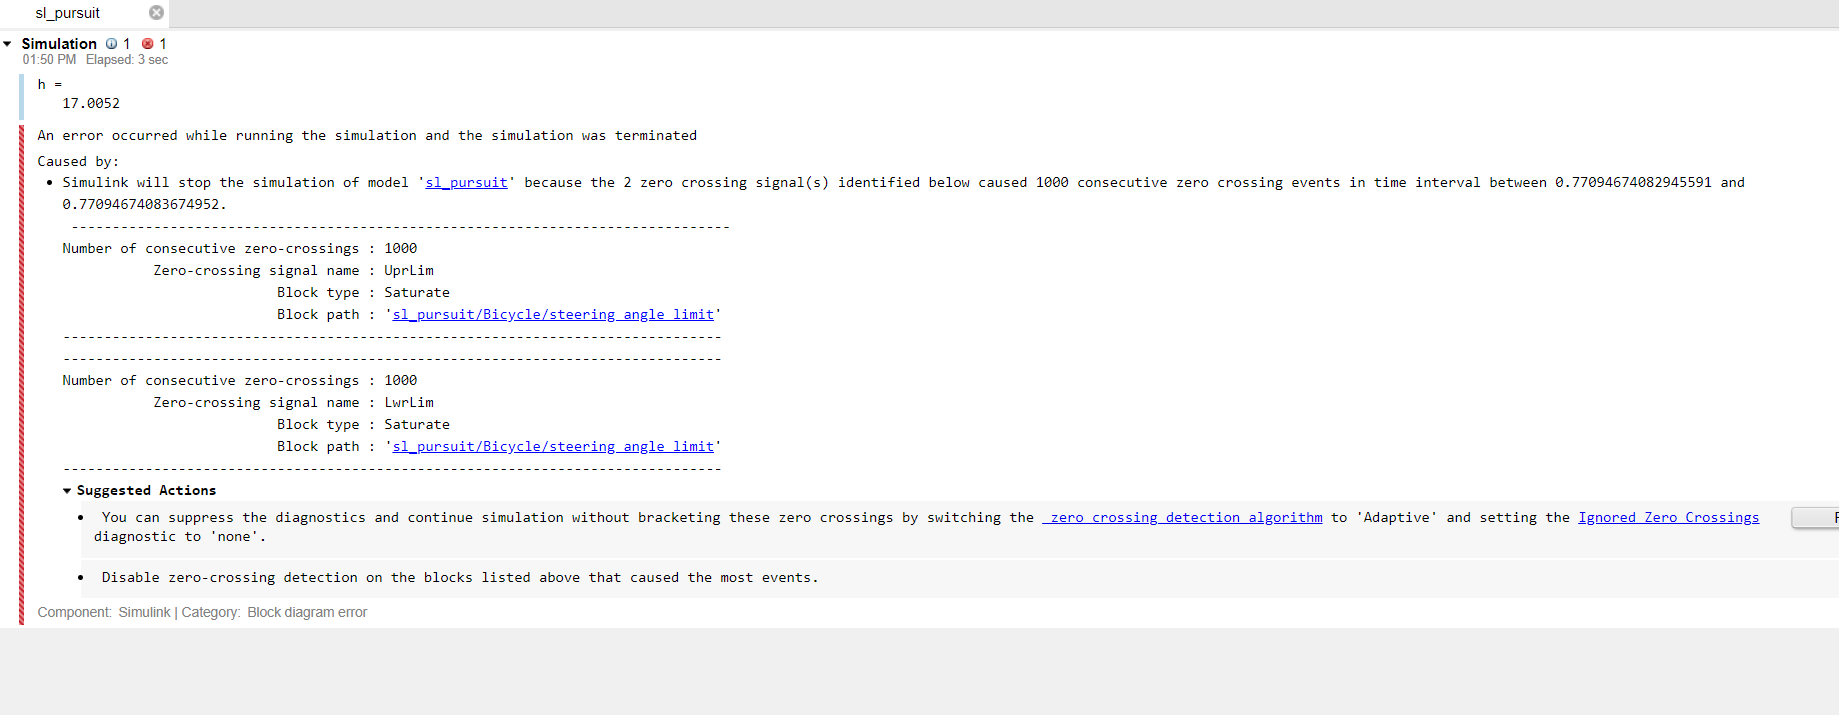 sl_pursuit
Simulation 1 1
01:50 PM Elapsed: 3 sec
h =
17.0052
An error occurred while running the simulation and the simulation was terminated
Caused by:
• Simulink will stop the simulation of model 'sl_pursuit' because the 2 zero crossing signal(s) identified below caused 1000 consecutive zero crossing events in time interval between 0.77094674082945591 and
0.77094674083674952.
--------------------------------------------------------------------------------
Number of consecutive zero-crossings : 1000
Zero-crossing signal name : UprLim
Block type : Saturate
Block path : 'sl_pursuit/Bicycle/steering angle limit'
--------------------------------------------------------------------------------
--------------------------------------------------------------------------------
Number of consecutive zero-crossings : 1000
Zero-crossing signal name : LwrLim
Block type : Saturate
Block path : 'sl_pursuit/Bicycle/steering angle limit'
--------------------------------------------------------------------------------
Suggested Actions
• You can suppress the diagnostics and continue simulation without bracketing these zero crossings by switching the zero crossing detection algorithm to 'Adaptive' and setting the Ignored Zero Crossings
diagnostic to 'none'.
• Disable zero-crossing detection on the blocks listed above that caused the most events.
Component: Simulink | Category: Block diagram error